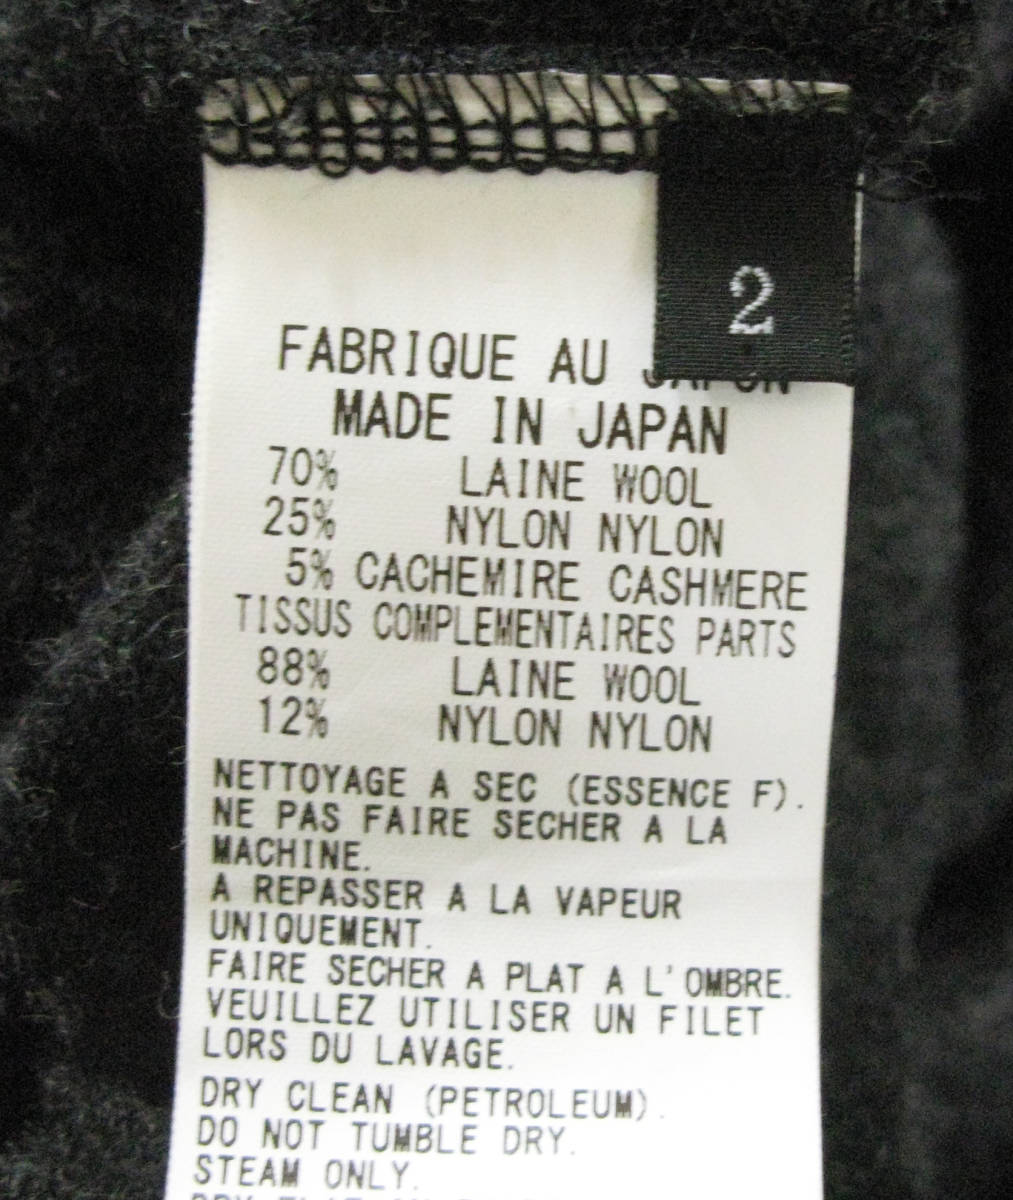 2
FABRIQUE AU JAPON
MADE IN JAPAN
70% LAINE WOOL
25% NYLON NYLON
5% CACHEMIRE CASHMERE
TISSUS COMPLEMENTAIRES PARTS
88% LAINE WOOL
12% NYLON NYLON
NETTOYAGE A SEC (ESSENCE F).
NE PAS FAIRE SECHER A LA
MACHINE.
A REPASSER A LA VAPEUR
UNIQUEMENT.
FAIRE SECHER A PLAT A L'OMBRE.
VEUILLEZ UTILISER UN FILET
LORS DU LAVAGE.
DRY CLEAN (PETROLEUM).
DO NOT TUMBLE DRY.
STEAM ONLY.